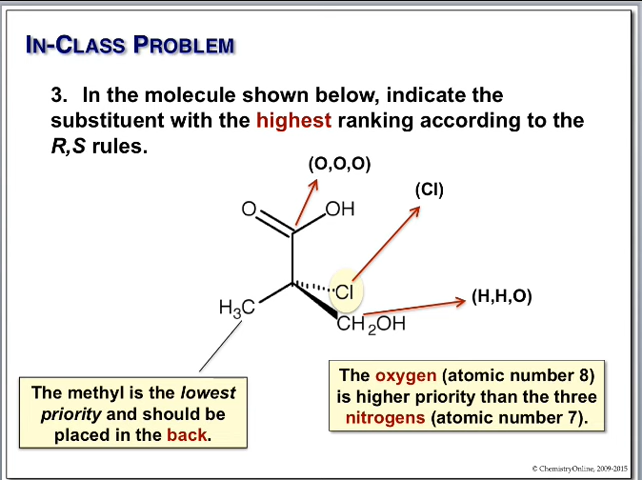 IN-CLASS PROBLEM
3. In the molecule shown below, indicate the
substituent with the highest ranking according to the
R,S rules.
(O,O,O)
(Cl)
O
OH
Cl
(H,H,O)
H3C
CH2OH
The methyl is the lowest
priority and should be
placed in the back.
The oxygen (atomic number 8)
is higher priority than the three
nitrogens (atomic number 7).
© ChemistryOnline, 2009-2015